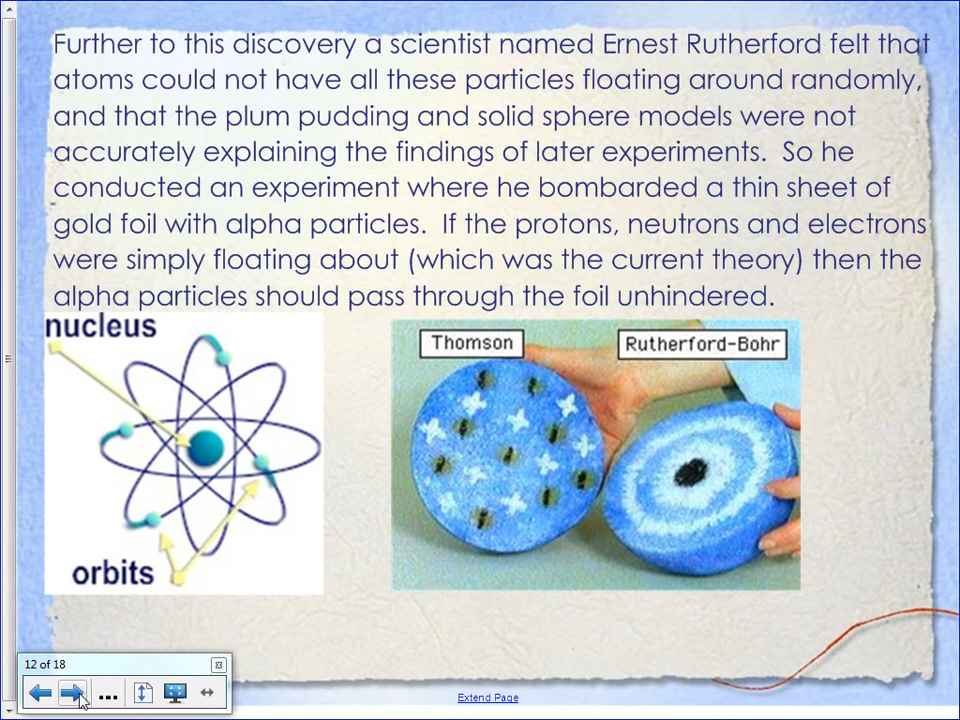 Further to this discovery a scientist named Ernest Rutherford felt that
atoms could not have all these particles floating around randomly,
and that the plum pudding and solid sphere models were not
accurately explaining the findings of later experiments.  So he
conducted an experiment where he bombarded a thin sheet of
gold foil with alpha particles.  If the protons, neutrons and electrons
were simply floating about (which was the current theory) then the
alpha particles should pass through the foil unhindered.
nucleus
orbits
Thomson
Rutherford-Bohr
12 of 18
Extend Page